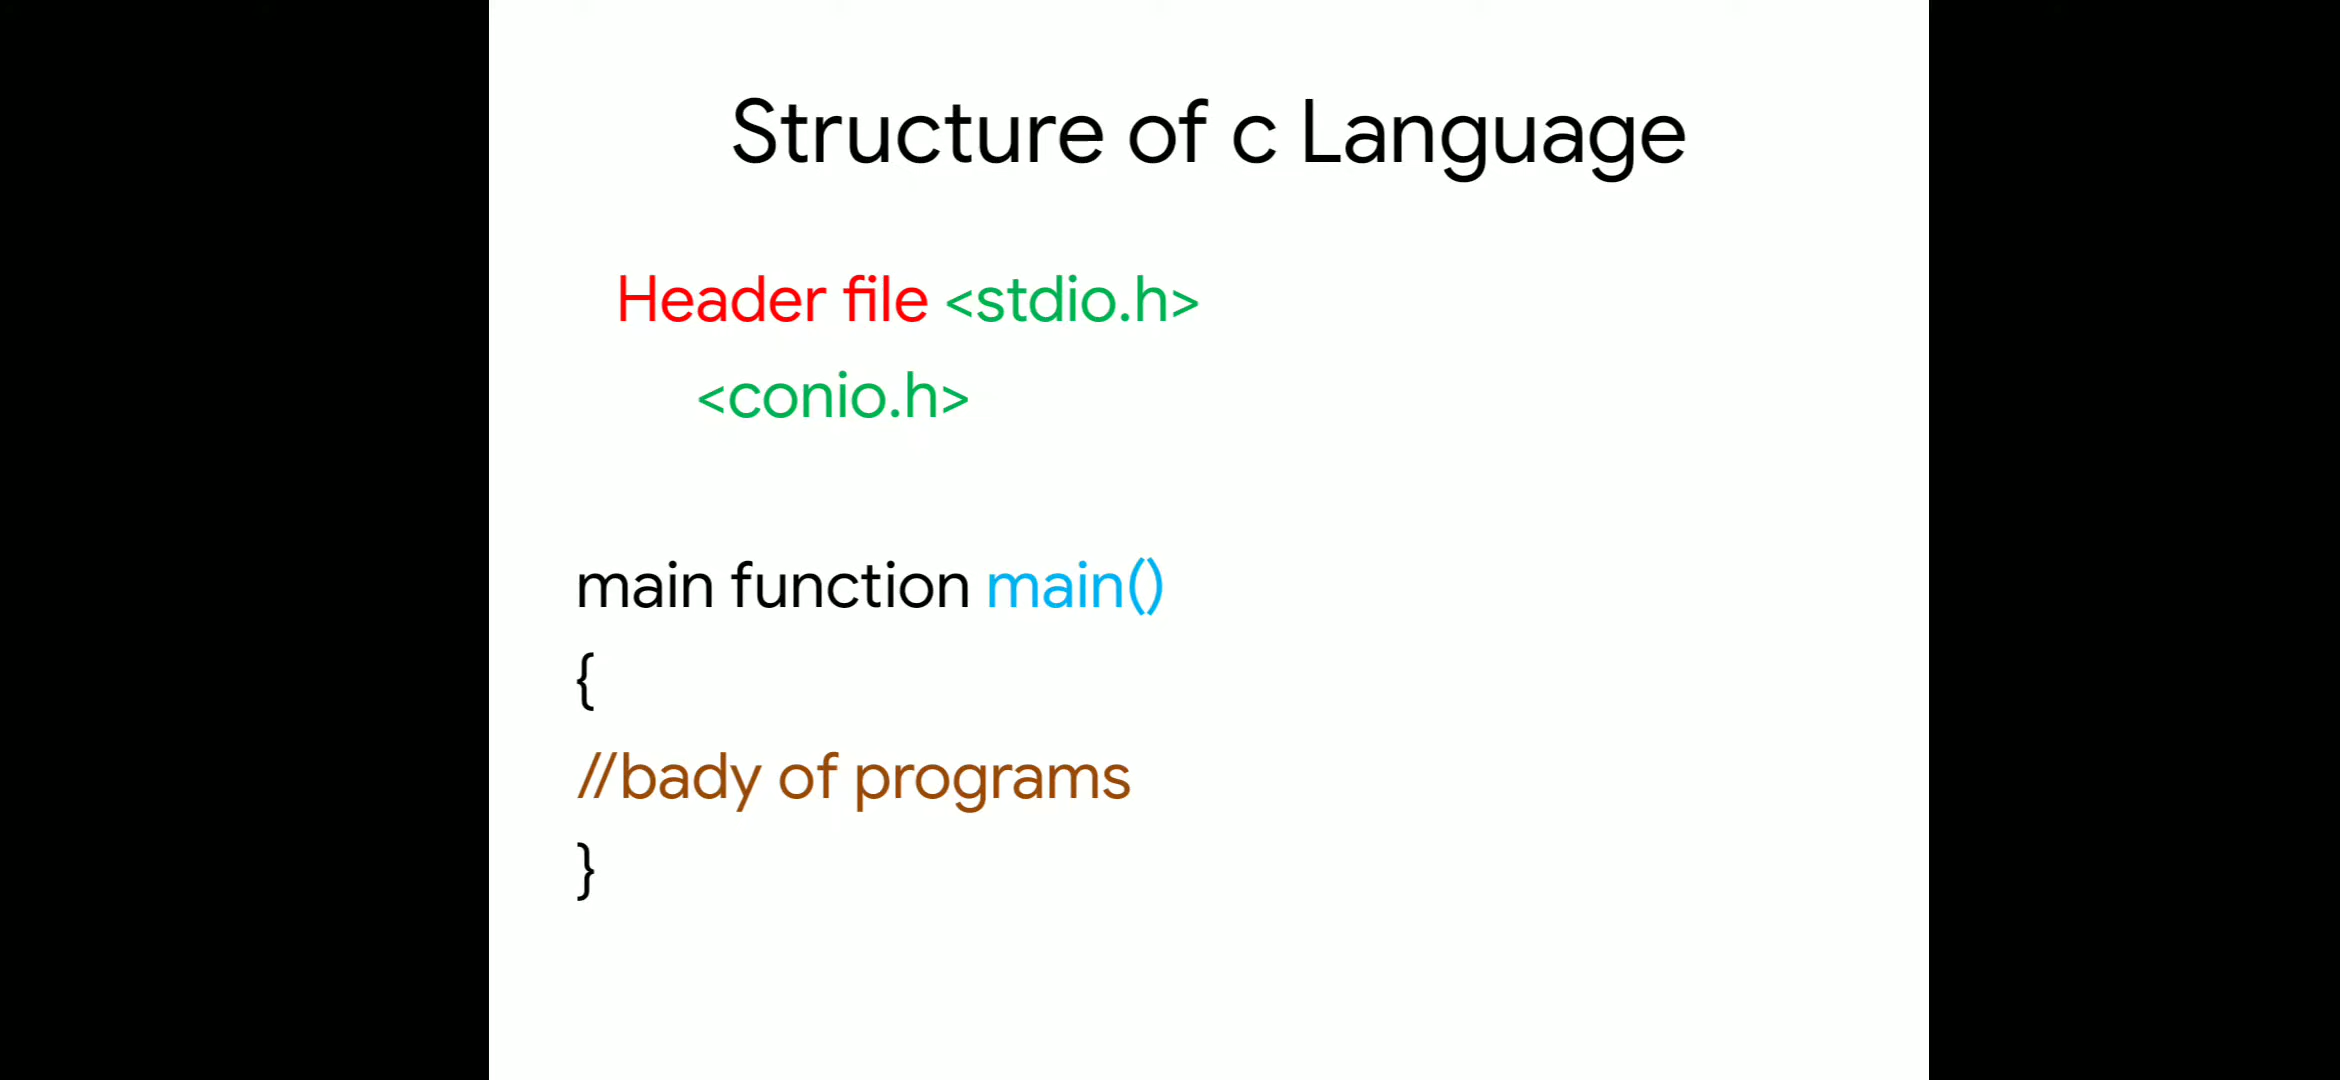 Structure of c Language
Header file <stdio.h>
<conio.h>
main function main()
{
//bady of programs
}